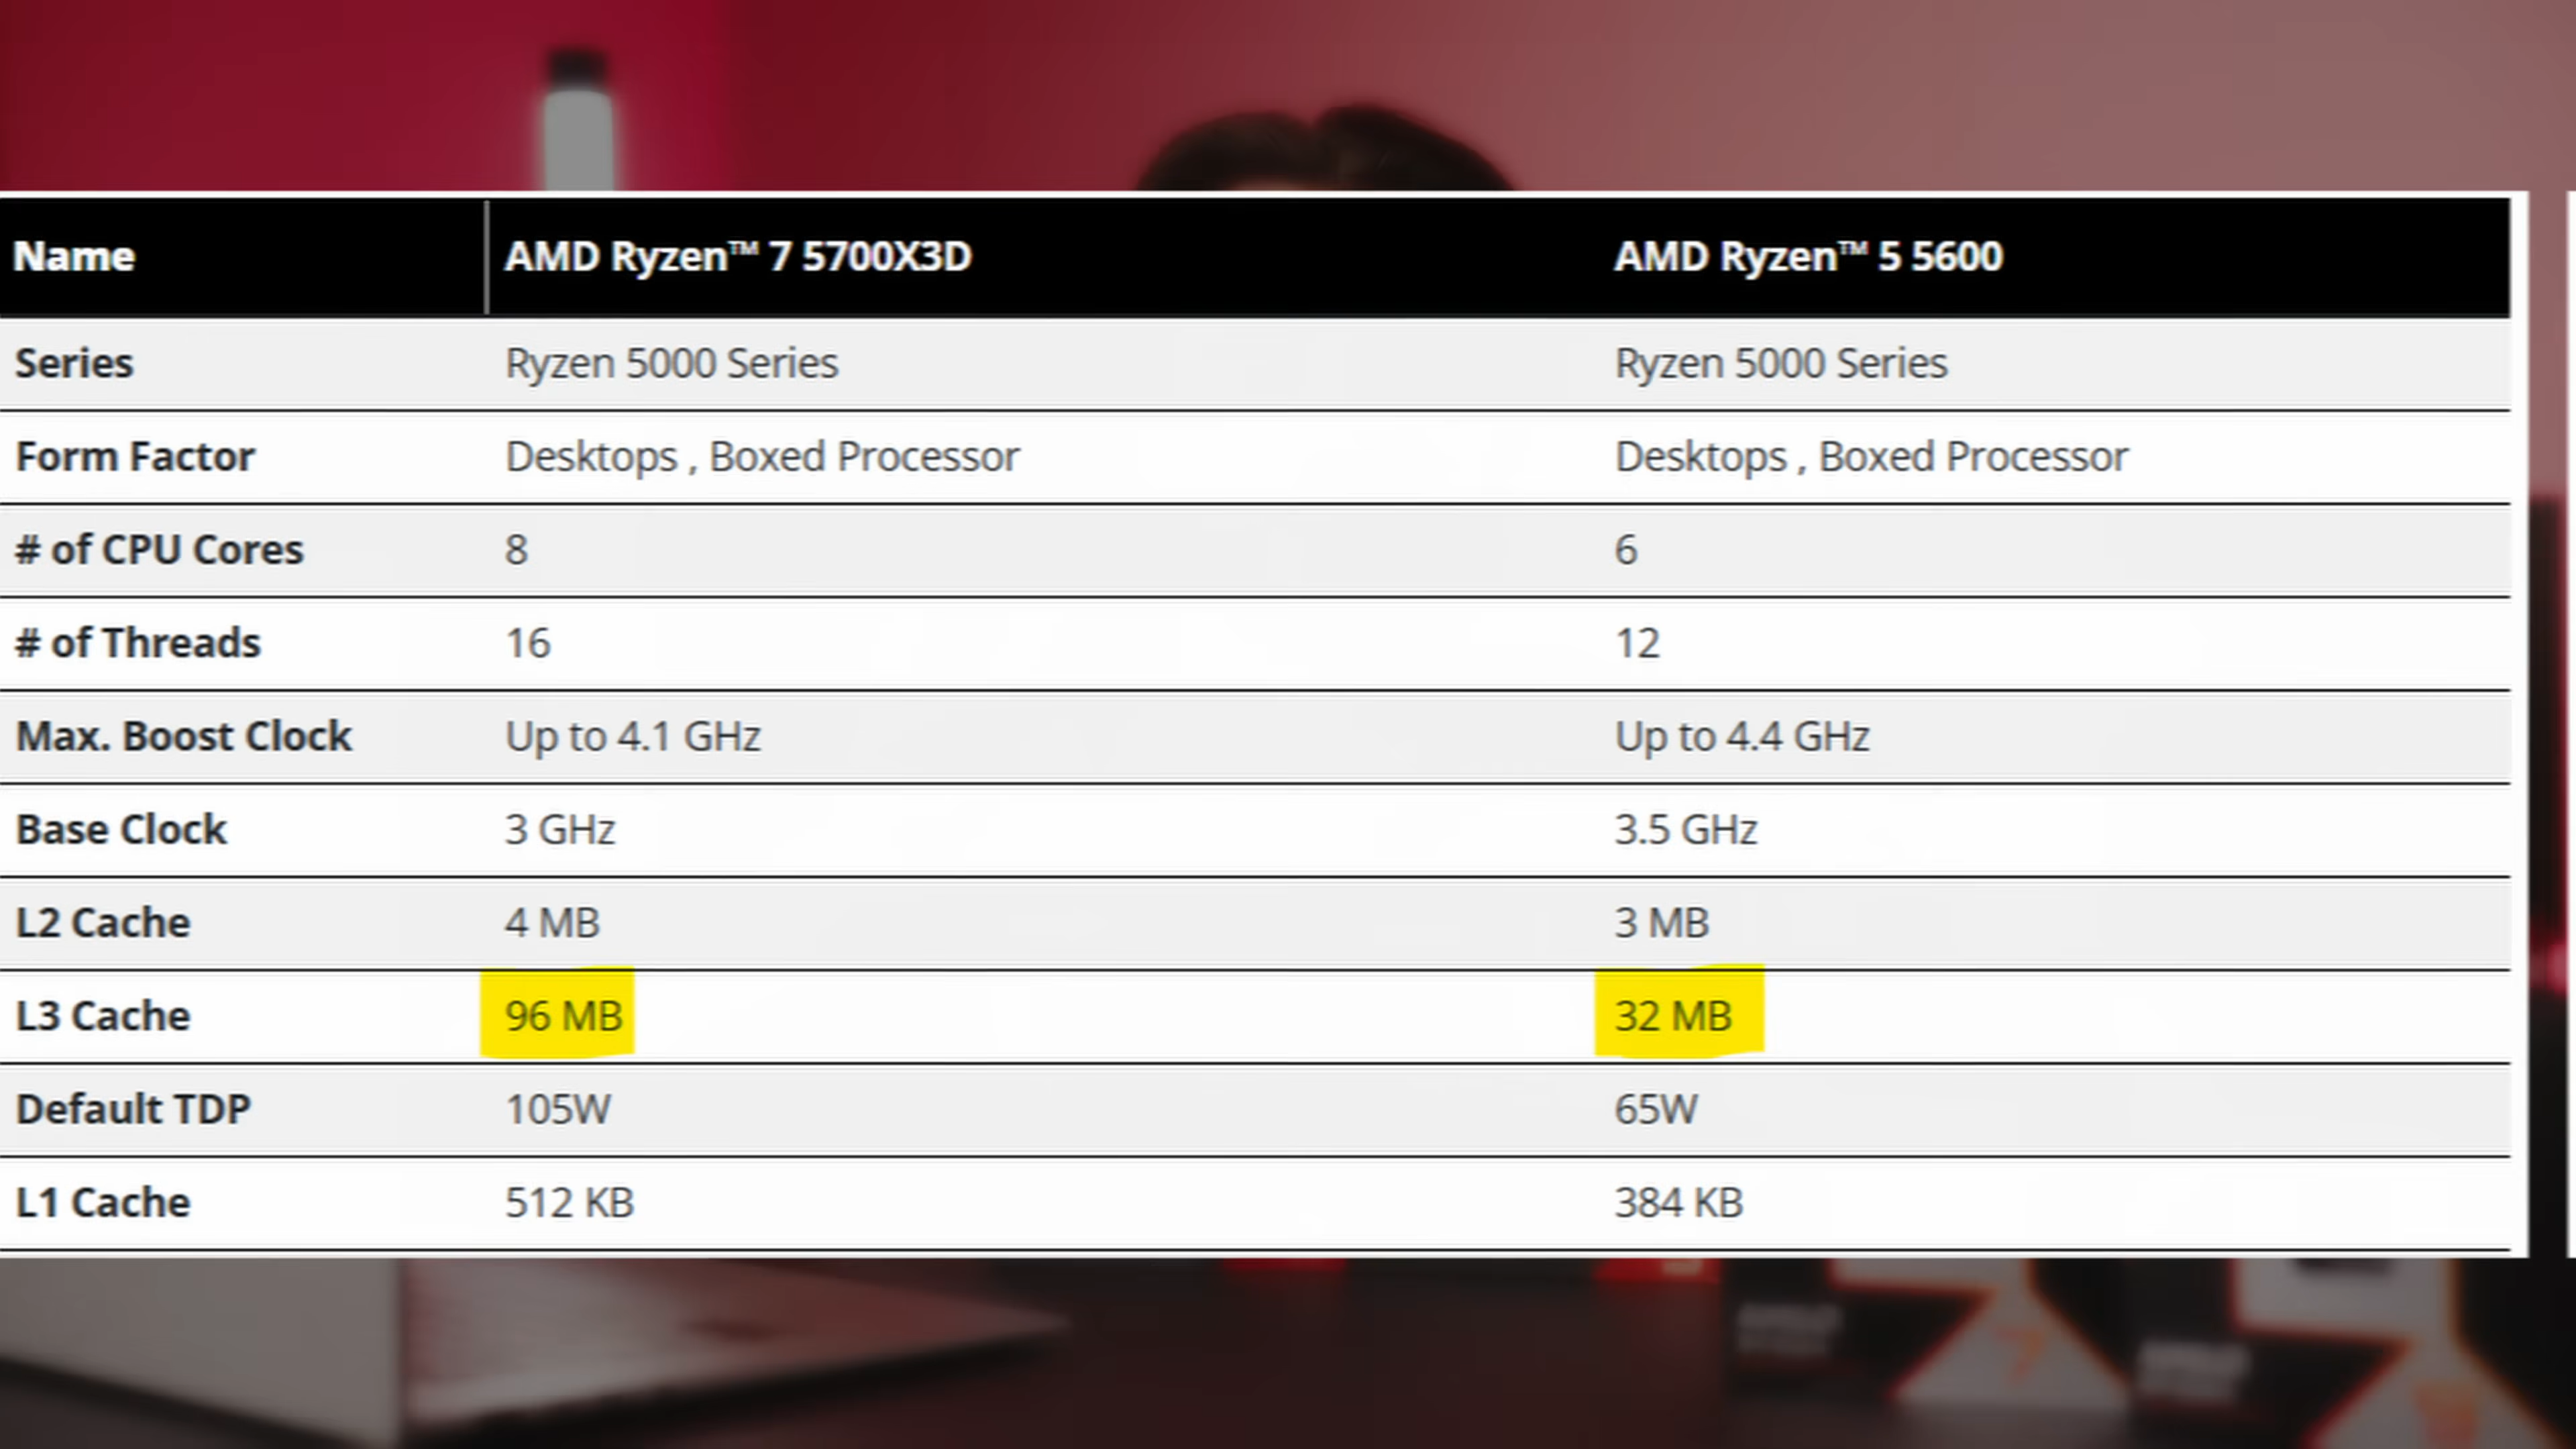 Name AMD Ryzen™ 7 5700X3D AMD Ryzen™ 5 5600
Series Ryzen 5000 Series Ryzen 5000 Series
Form Factor Desktops , Boxed Processor Desktops , Boxed Processor
# of CPU Cores 8 6
# of Threads 16 12
Max. Boost Clock Up to 4.1 GHz Up to 4.4 GHz
Base Clock 3 GHz 3.5 GHz
L2 Cache 4 MB 3 MB
L3 Cache 96 MB 32 MB
Default TDP 105W 65W
L1 Cache 512 KB 384 KB